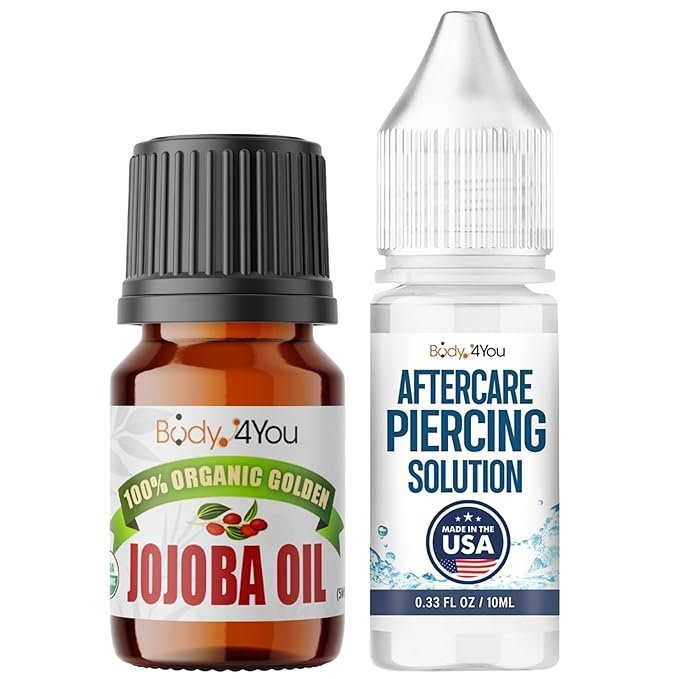 Body4You
100% ORGANIC GOLDEN
JOJOBA OIL
Body4You
AFTERCARE
PIERCING
SOLUTION
MADE IN THE
USA
0.33 FL OZ / 10ML